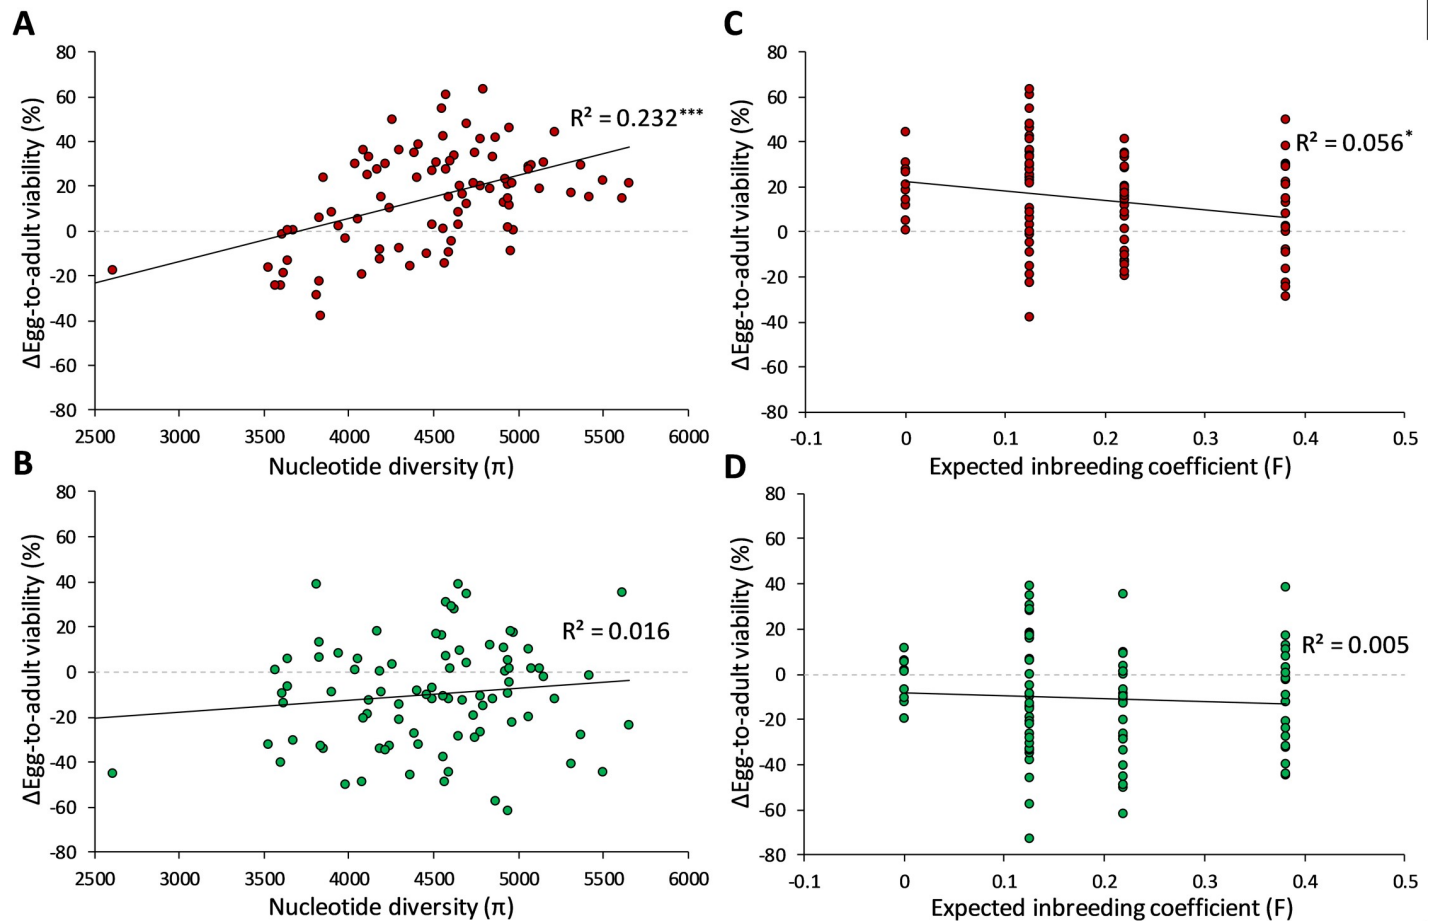 A
ΔEgg-to-adult viability (%)
80
60
40
20
0
-20
-40
-60
-80
R² = 0.232***
2500 3000 3500 4000 4500 5000 5500 6000
Nucleotide diversity (π)
C
ΔEgg-to-adult viability (%)
80
60
40
20
0
-20
-40
-60
-80
R² = 0.056*
-0.1 0 0.1 0.2 0.3 0.4 0.5
Expected inbreeding coefficient (F)
B
ΔEgg-to-adult viability (%)
80
60
40
20
0
-20
-40
-60
-80
R² = 0.016
2500 3000 3500 4000 4500 5000 5500 6000
Nucleotide diversity (π)
D
ΔEgg-to-adult viability (%)
80
60
40
20
0
-20
-40
-60
-80
R² = 0.005
-0.1 0 0.1 0.2 0.3 0.4 0.5
Expected inbreeding coefficient (F)